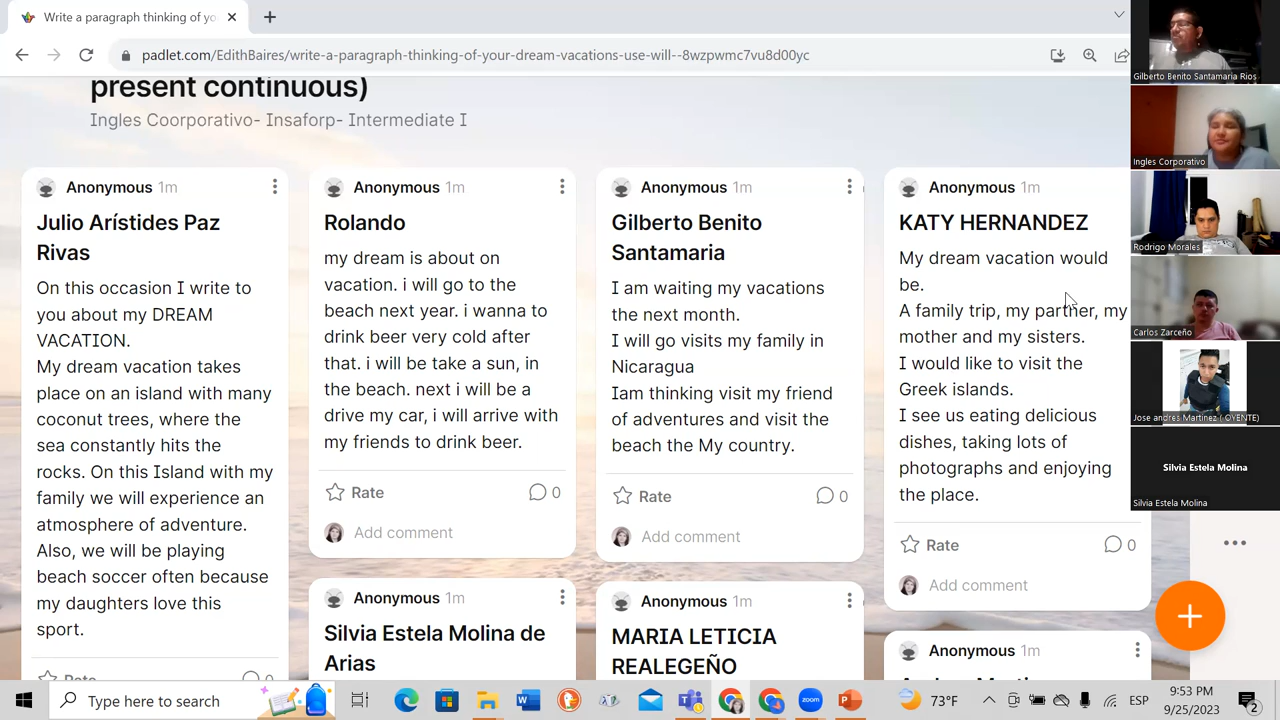 Write a paragraph thinking of yo
padlet.com/EdithBaires/write-a-paragraph-thinking-of-your-dream-vacations-use-will--8wzpwmc7vu8d00yc
present continuous)
Ingles Coorporativo- Insaforp- Intermediate I
Anonymous 1m
Julio Arístides Paz
Rivas
On this occasion I write to
you about my DREAM
VACATION.
My dream vacation takes
place on an island with many
coconut trees, where the
sea constantly hits the
rocks. On this Island with my
family we will experience an
atmosphere of adventure.
Also, we will be playing
beach soccer often because
my daughters love this
sport.
Rate 0
Anonymous 1m
Rolando
my dream is about on
vacation. i will go to the
beach next year. i wanna to
drink beer very cold after
that. i will be take a sun, in
the beach. next i will be a
drive my car, i will drive with
my friends to drink beer.
Rate 0
Add comment
Anonymous 1m
Silvia Estela Molina de
Arias
Anonymous 1m
Gilberto Benito
Santamaria
I am waiting my vacations
the next month.
I will go visits my family in
Nicaragua
Iam thinking visit my friend
of adventures and visit the
beach the My country.
Rate 0
Add comment
Anonymous 1m
MARIA LETICIA
REALEGEÑO
Anonymous 1m
KATY HERNANDEZ
My dream vacation would
be.
A family trip, my partner, my
mother and my sisters.
I would like to visit the
Greek islands.
I see us eating delicious
dishes, taking lots of
photographs and enjoying
the place.
Rate 0
Add comment
Anonymous 1m
Gilberto Benito Santamaria Rios
Ingles Corporativo
Rodrigo Morales
Carlos Zarceño
Jose andres Martinez ( OYENTE)
Silvia Estela Molina
Silvia Estela Molina
Type here to search
zoom
73°F
ESP
9:53 PM
9/25/2023
2